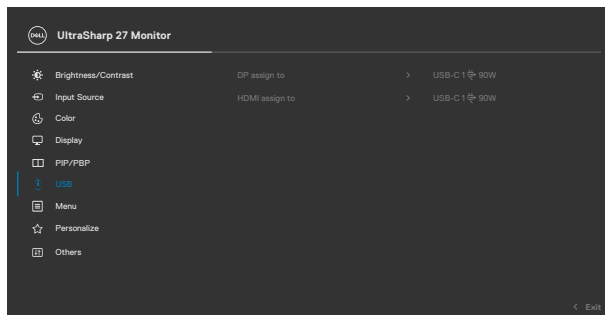 DELL UltraSharp 27 Monitor
Brightness/Contrast DP assign to > USB-C 1 90W
Input Source HDMI assign to > USB-C 1 90W
Color
Display
PIP/PBP
USB
Menu
Personalize
Others
< Exit